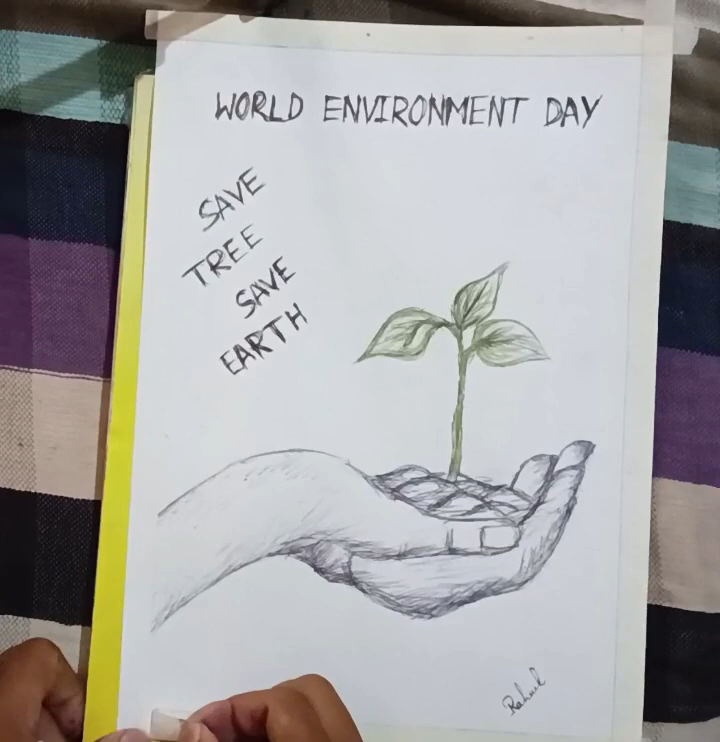 WORLD ENVIRONMENT DAY
SAVE
TREE
SAVE
EARTH
Rahul